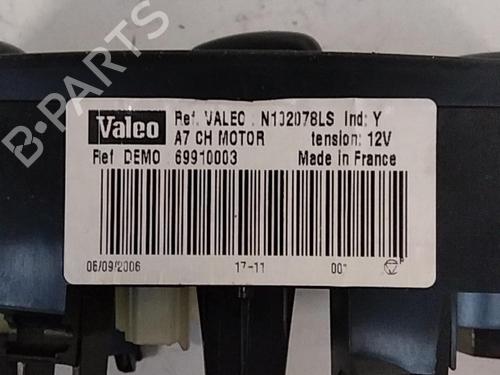 B-PARTS
Valeo
Ref. VALEO : N102078LS Ind: Y
A7 CH MOTOR tension: 12V
Ref DEMO 69910003 Made in France
06/09/2006 17-11 001